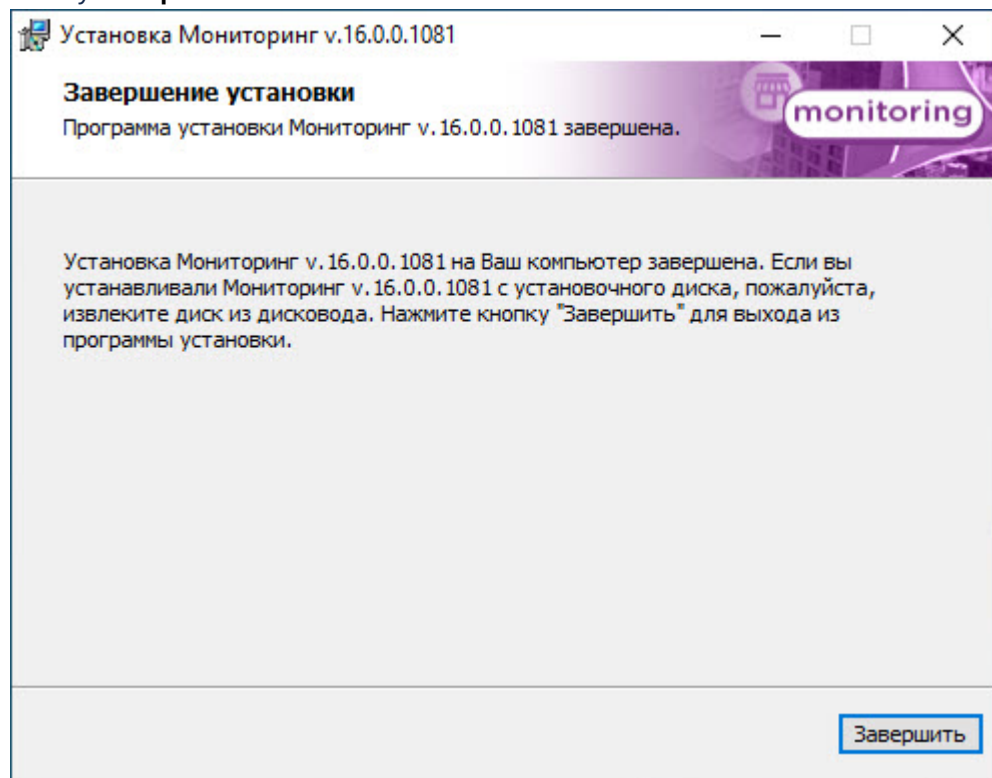 Установка Мониторинг v.16.0.0.1081
Завершение установки
Программа установки Мониторинг v.16.0.0.1081 завершена.
monitoring
Установка Мониторинг v.16.0.0.1081 на Ваш компьютер завершена. Если вы
устанавливали Мониторинг v.16.0.0.1081 с установочного диска, пожалуйста,
извлеките диск из дисковода. Нажмите кнопку "Завершить" для выхода из
программы установки.
Завершить